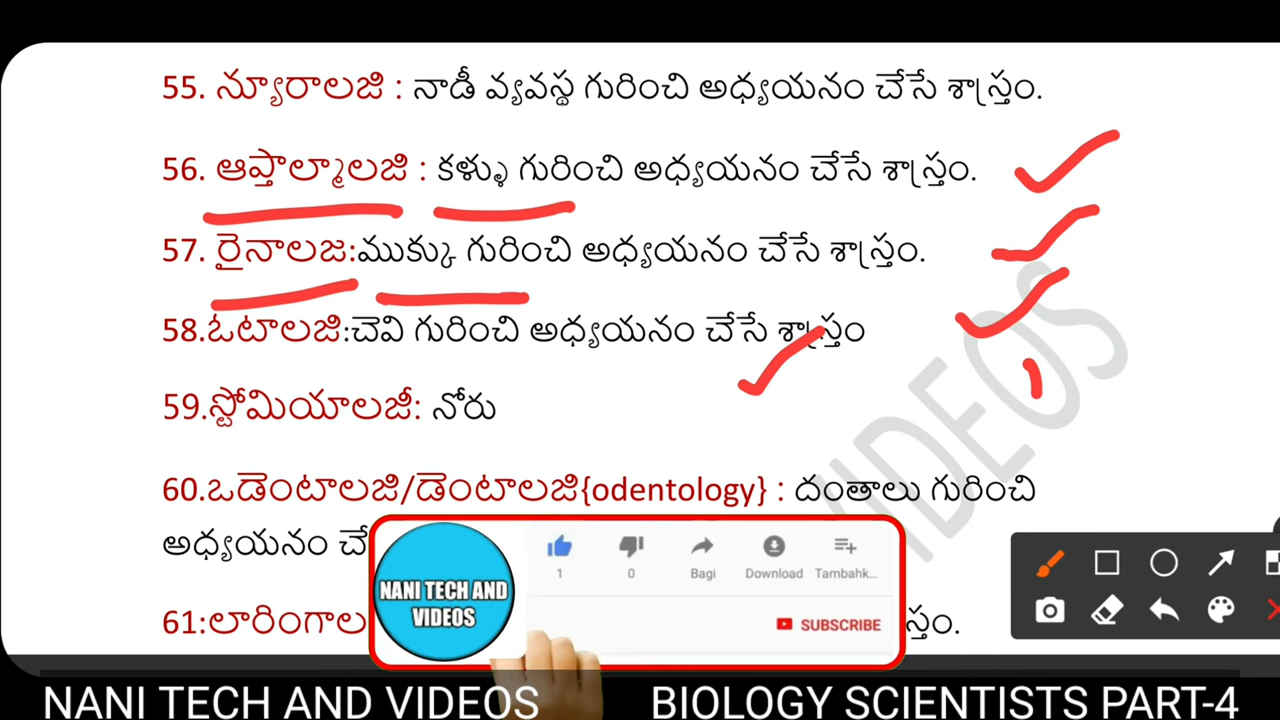 55. న్యూరాలజి : నాడీ వ్యవస్థ గురించి అధ్యయనం చేసే శాస్త్రం.
56. ఆప్తాల్మాలజి : కళ్ళు గురించి అధ్యయనం చేసే శాస్త్రం.
57. రైనాలజ:ముక్కు గురించి అధ్యయనం చేసే శాస్త్రం.
58.ఓటాలజి:చెవి గురించి అధ్యయనం చేసే శాస్త్రం
59.స్టోమియాలజీ: నోరు
60.ఒడెంటాలజి/డెంటాలజి{odentology} : దంతాలు గురించి
అధ్యయనం చే
61:లారింగాల స్త్రం.
VIDEOS
NANI TECH AND
VIDEOS
1 0 Bagi Download Tambahk...
SUBSCRIBE
NANI TECH AND VIDEOS BIOLOGY SCIENTISTS PART-4